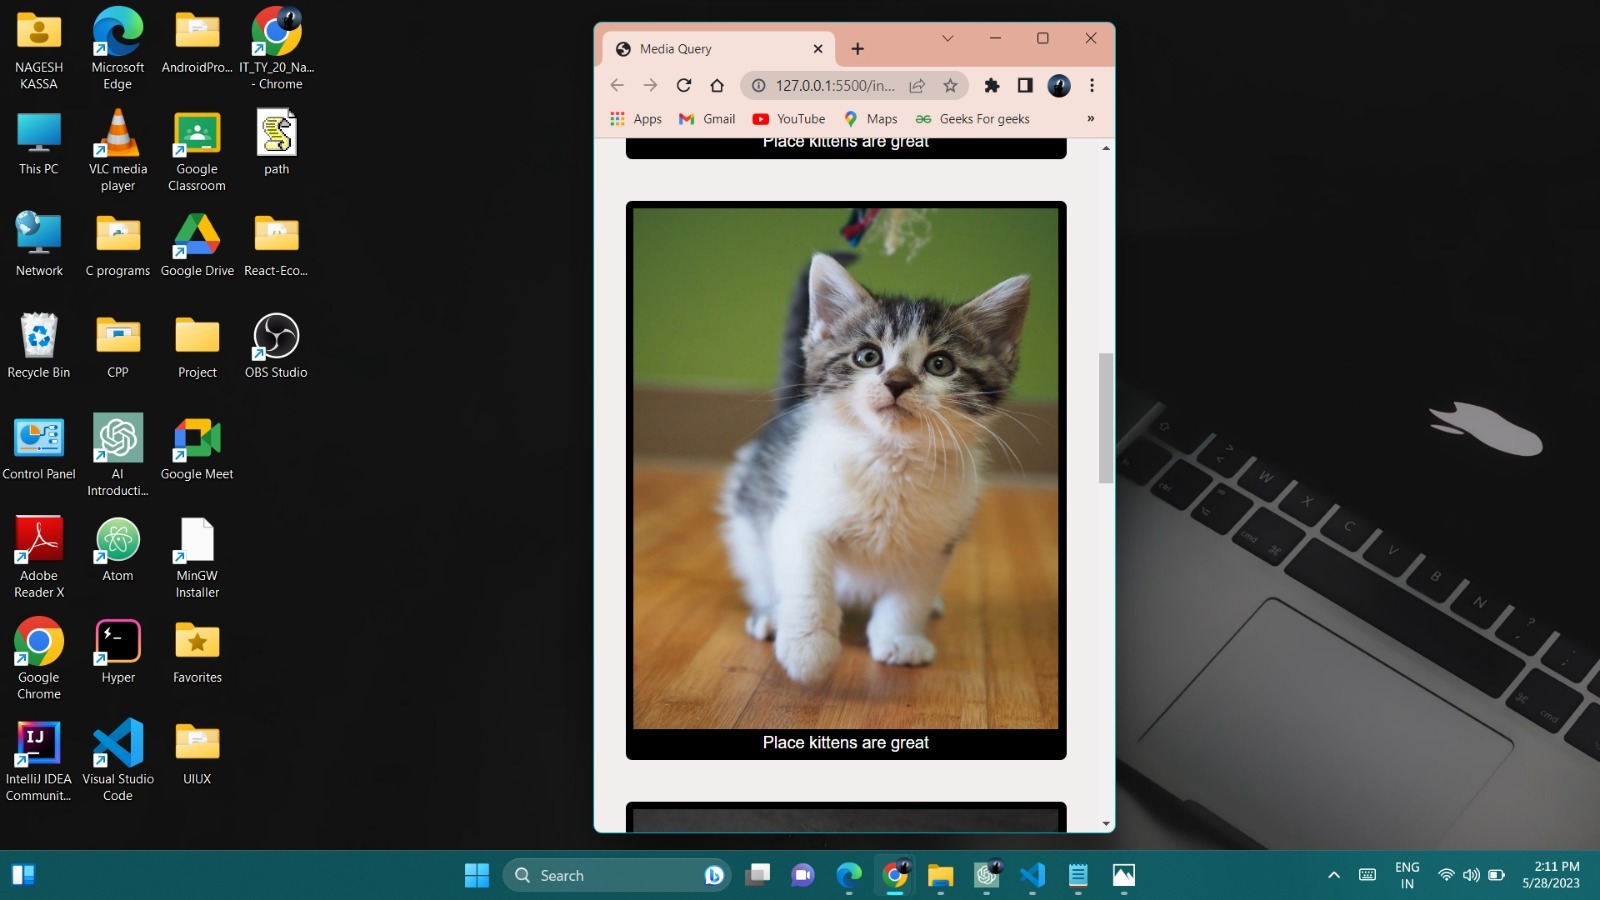 NAGESH
KASSA
Microsoft
Edge
AndroidPro...
IT_TY_20_Na...
- Chrome
This PC
VLC media
player
Google
Classroom
path
Network
C programs
Google Drive
React-Eco...
Recycle Bin
CPP
Project
OBS Studio
Control Panel
AI
Introducti...
Google Meet
Adobe
Reader X
Atom
MinGW
Installer
Google
Chrome
Hyper
Favorites
IntelliJ IDEA
Communit...
Visual Studio
Code
UIUX
Media Query
127.0.0.1:5500/in...
Apps
Gmail
YouTube
Maps
Geeks For geeks
»
Place kittens are great
Place kittens are great
W
X
C
V
B
N
?
ctrl
cmd
cmd
Search
ENG
IN
2:11 PM
5/28/2023